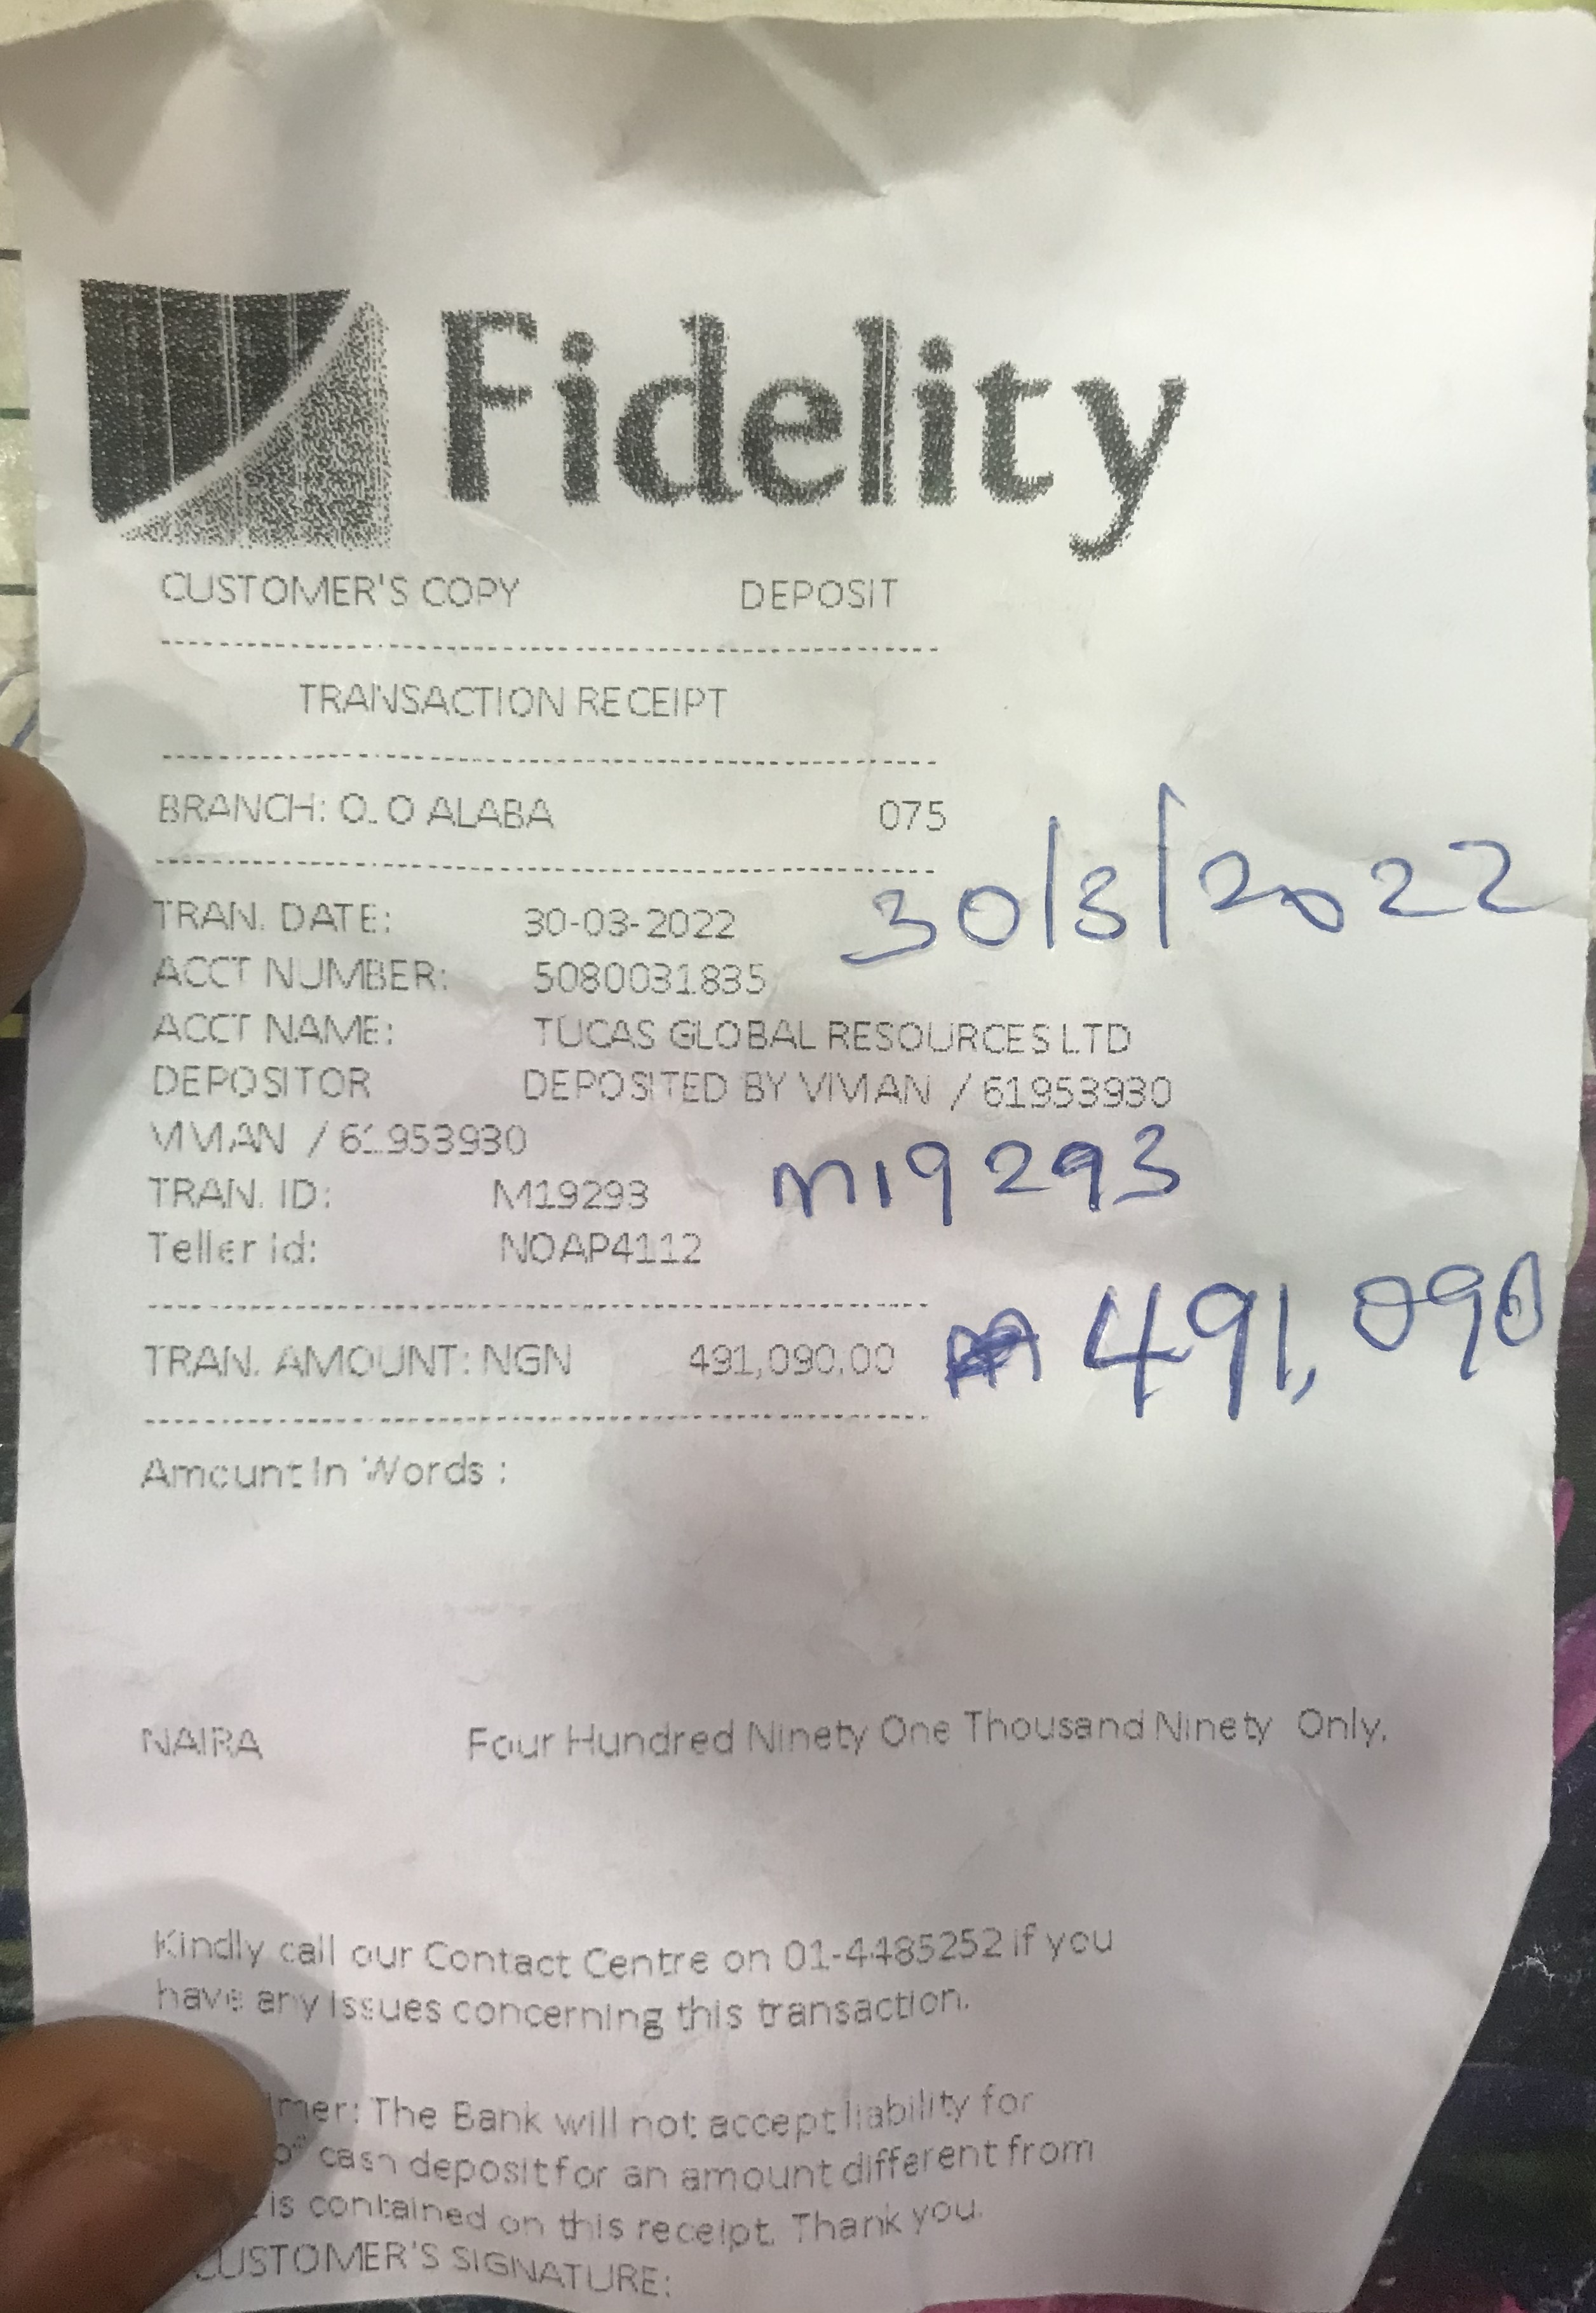 Fidelity
CUSTOMER'S COPY DEPOSIT
TRANSACTION RECEIPT
BRANCH: O. O ALABA 075
30/3/2022
TRAN. DATE: 30-03-2022
ACCT NUMBER: 5080031835
ACCT NAME: TUCAS GLOBAL RESOURCES LTD
DEPOSITOR DEPOSITED BY VIVIAN / 61953930
VIVIAN / 61953930
TRAN. ID: M19293 M19293
Teller Id: NOAP4112
TRAN. AMOUNT: NGN 491,090.00 491,090
Amount In Words :
NAIRA Four Hundred Ninety One Thousand Ninety Only.
Kindly call our Contact Centre on 01-4485252 if you
have any issues concerning this transaction.
The Bank will not accept liability for
cash deposit for an amount different from
is contained on this receipt. Thank you.
CUSTOMER'S SIGNATURE: